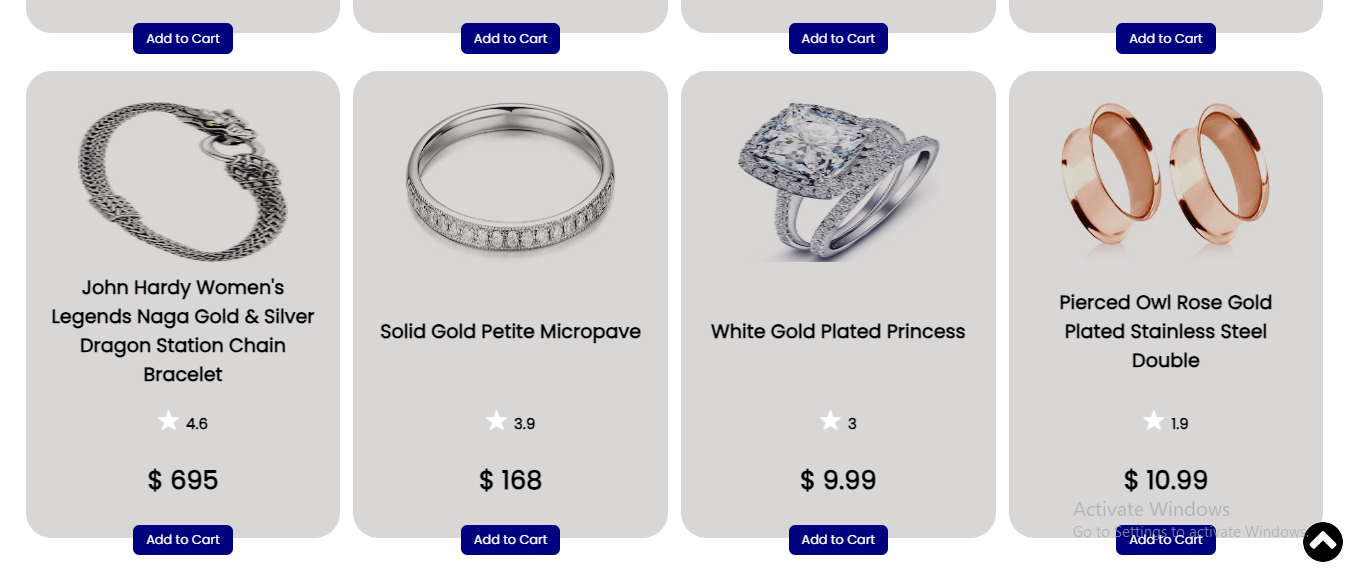 Add to Cart
Add to Cart
Add to Cart
Add to Cart
John Hardy Women's
Legends Naga Gold & Silver
Dragon Station Chain
Bracelet
4.6
$ 695
Add to Cart
Solid Gold Petite Micropave
3.9
$ 168
Add to Cart
White Gold Plated Princess
3
$ 9.99
Add to Cart
Pierced Owl Rose Gold
Plated Stainless Steel
Double
1.9
$ 10.99
Add to Cart
Activate Windows
Go to Settings to activate Windows.